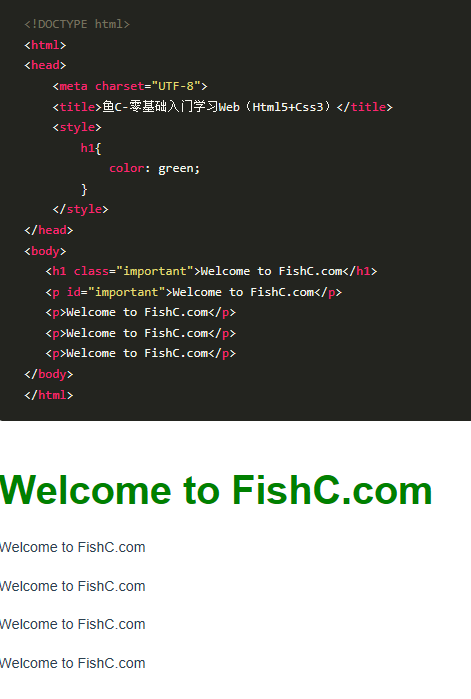 <!DOCTYPE html>
<html>
<head>
    <meta charset="UTF-8">
    <title>鱼C-零基础入门学习Web（Html5+Css3）</title>
    <style>
        h1{
            color: green;
        }
    </style>
</head>
<body>
   <h1 class="important">Welcome to FishC.com</h1>
   <p id="important">Welcome to FishC.com</p>
   <p>Welcome to FishC.com</p>
   <p>Welcome to FishC.com</p>
   <p>Welcome to FishC.com</p>
</body>
</html>
Welcome to FishC.com
Welcome to FishC.com
Welcome to FishC.com
Welcome to FishC.com
Welcome to FishC.com